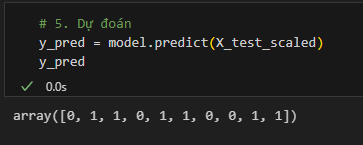 # 5. Dự đoán
y_pred = model.predict(X_test_scaled)
y_pred
0.0s
array([0, 1, 1, 0, 1, 1, 0, 0, 1, 1])